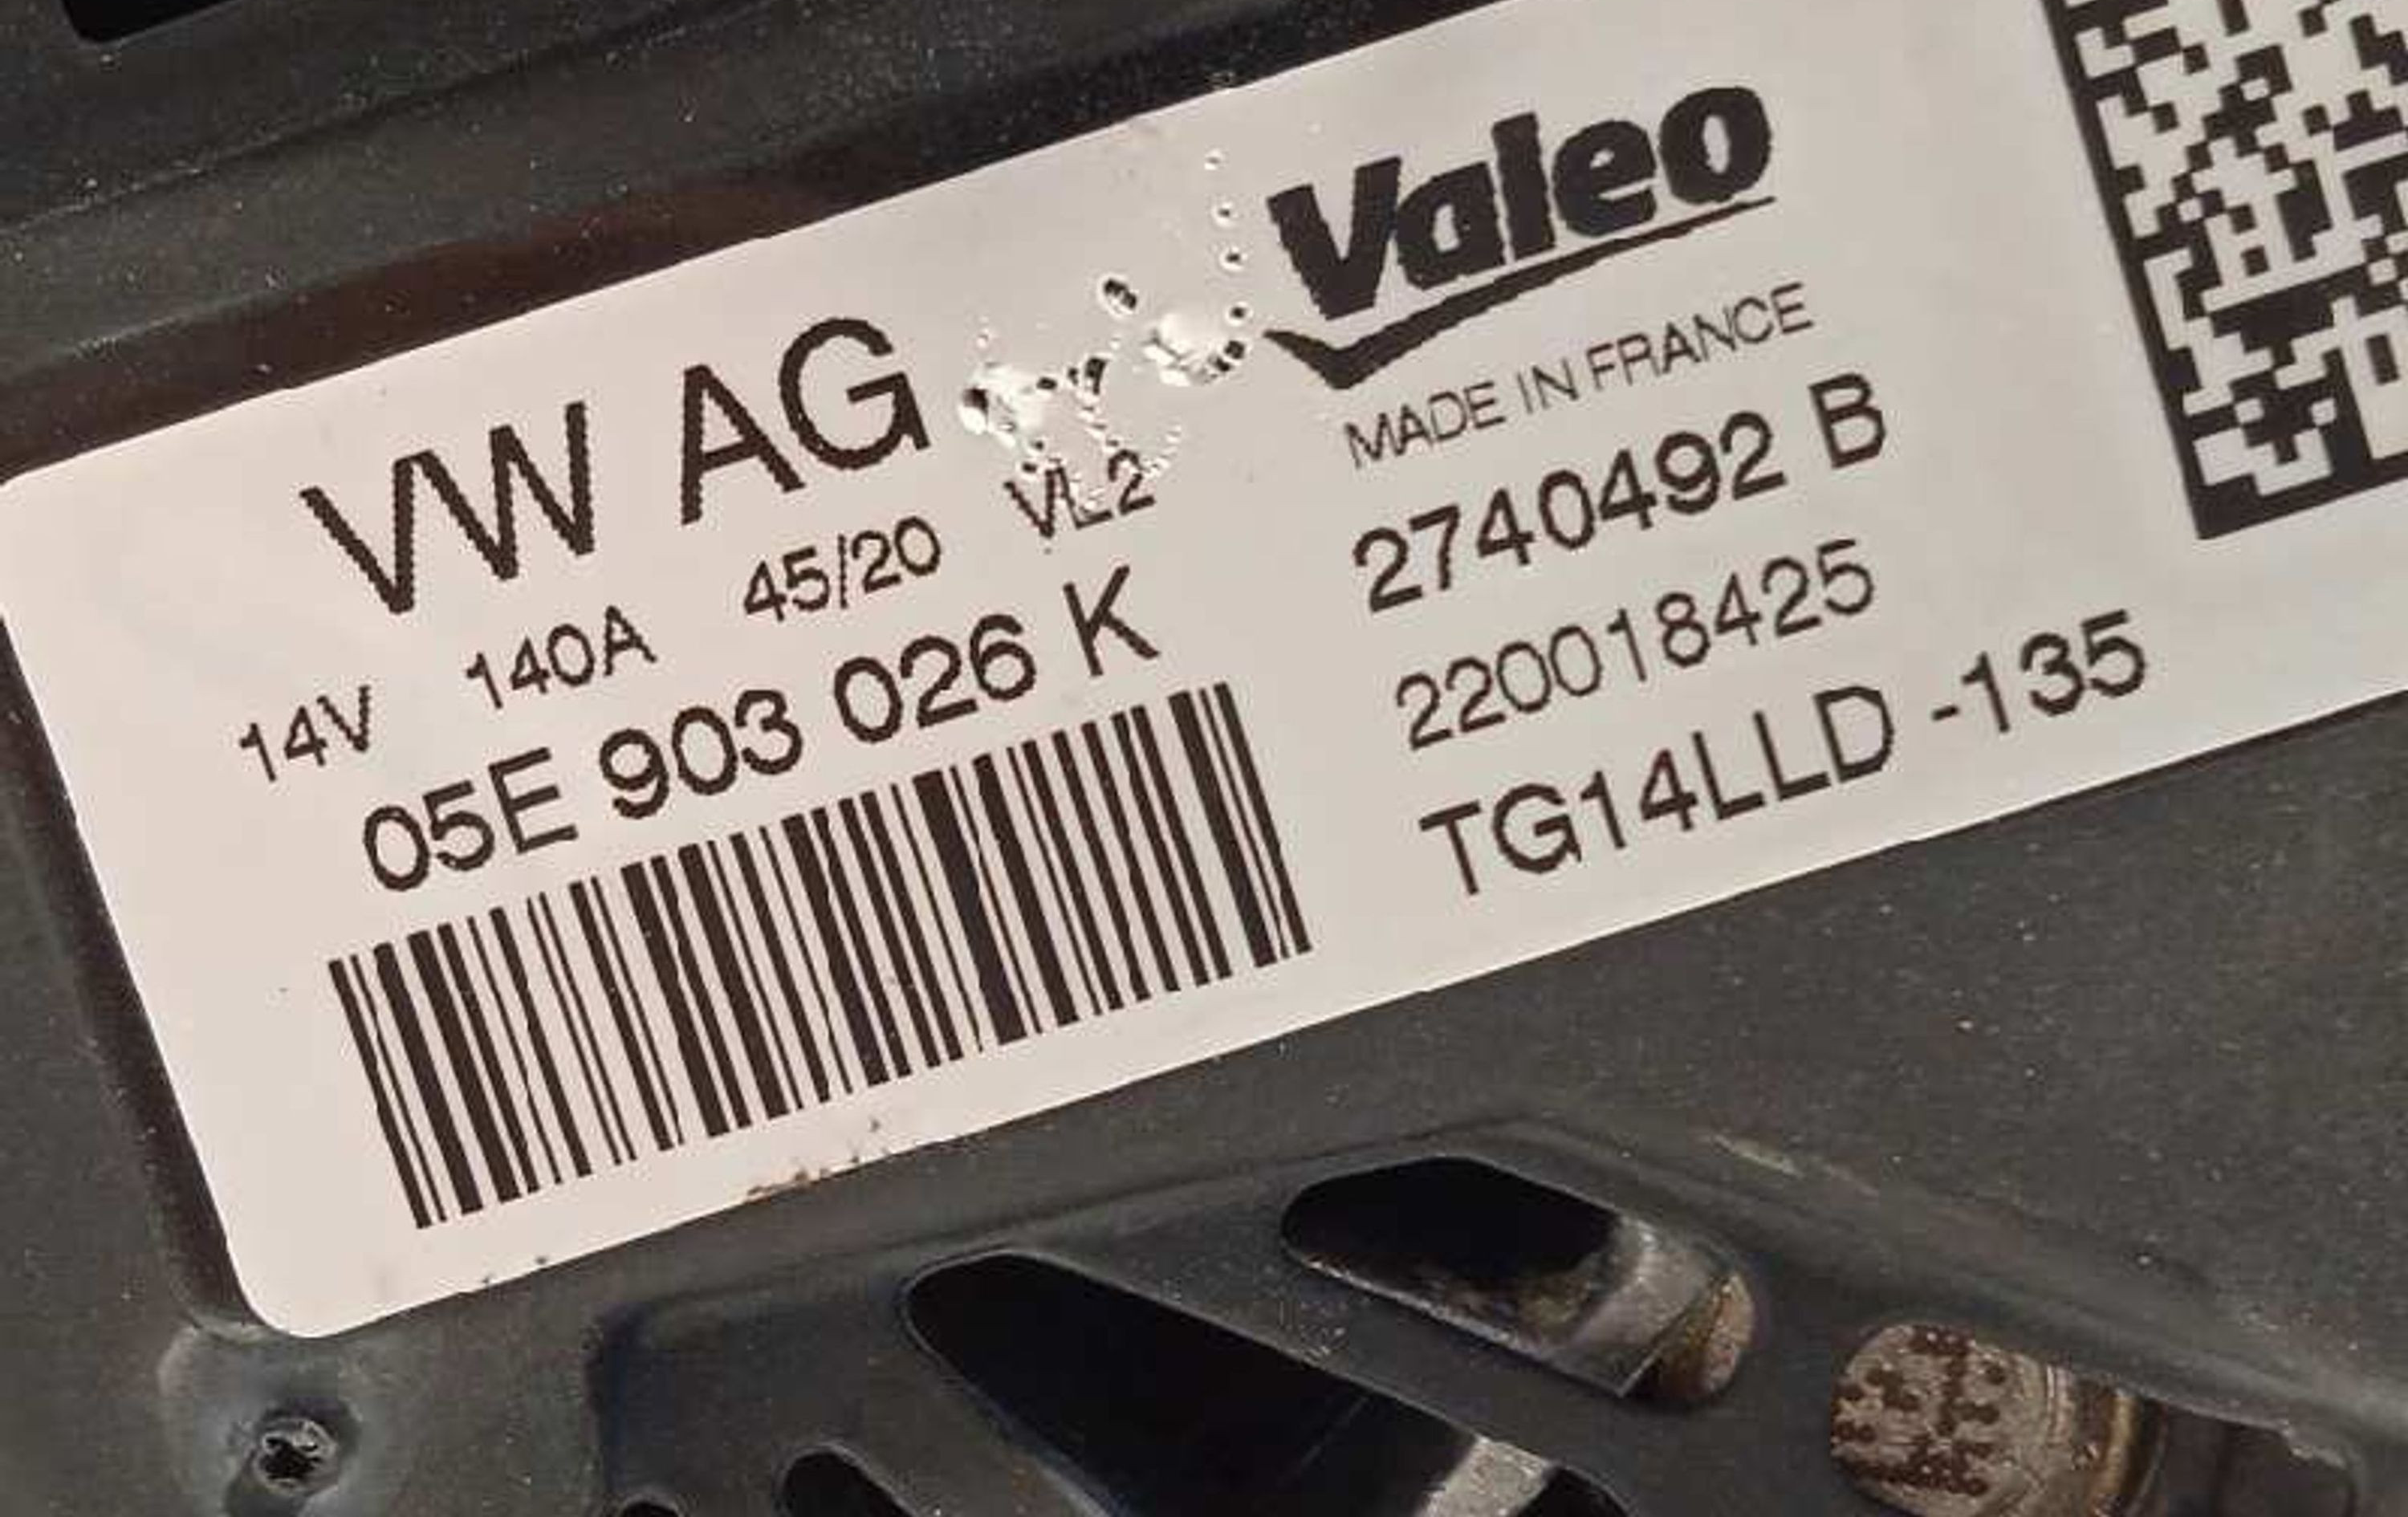 VW AG
14V 140A 45/20 VL2
05E 903 026 K
Valeo
MADE IN FRANCE
2740492 B
220018425
TG14LLD -135